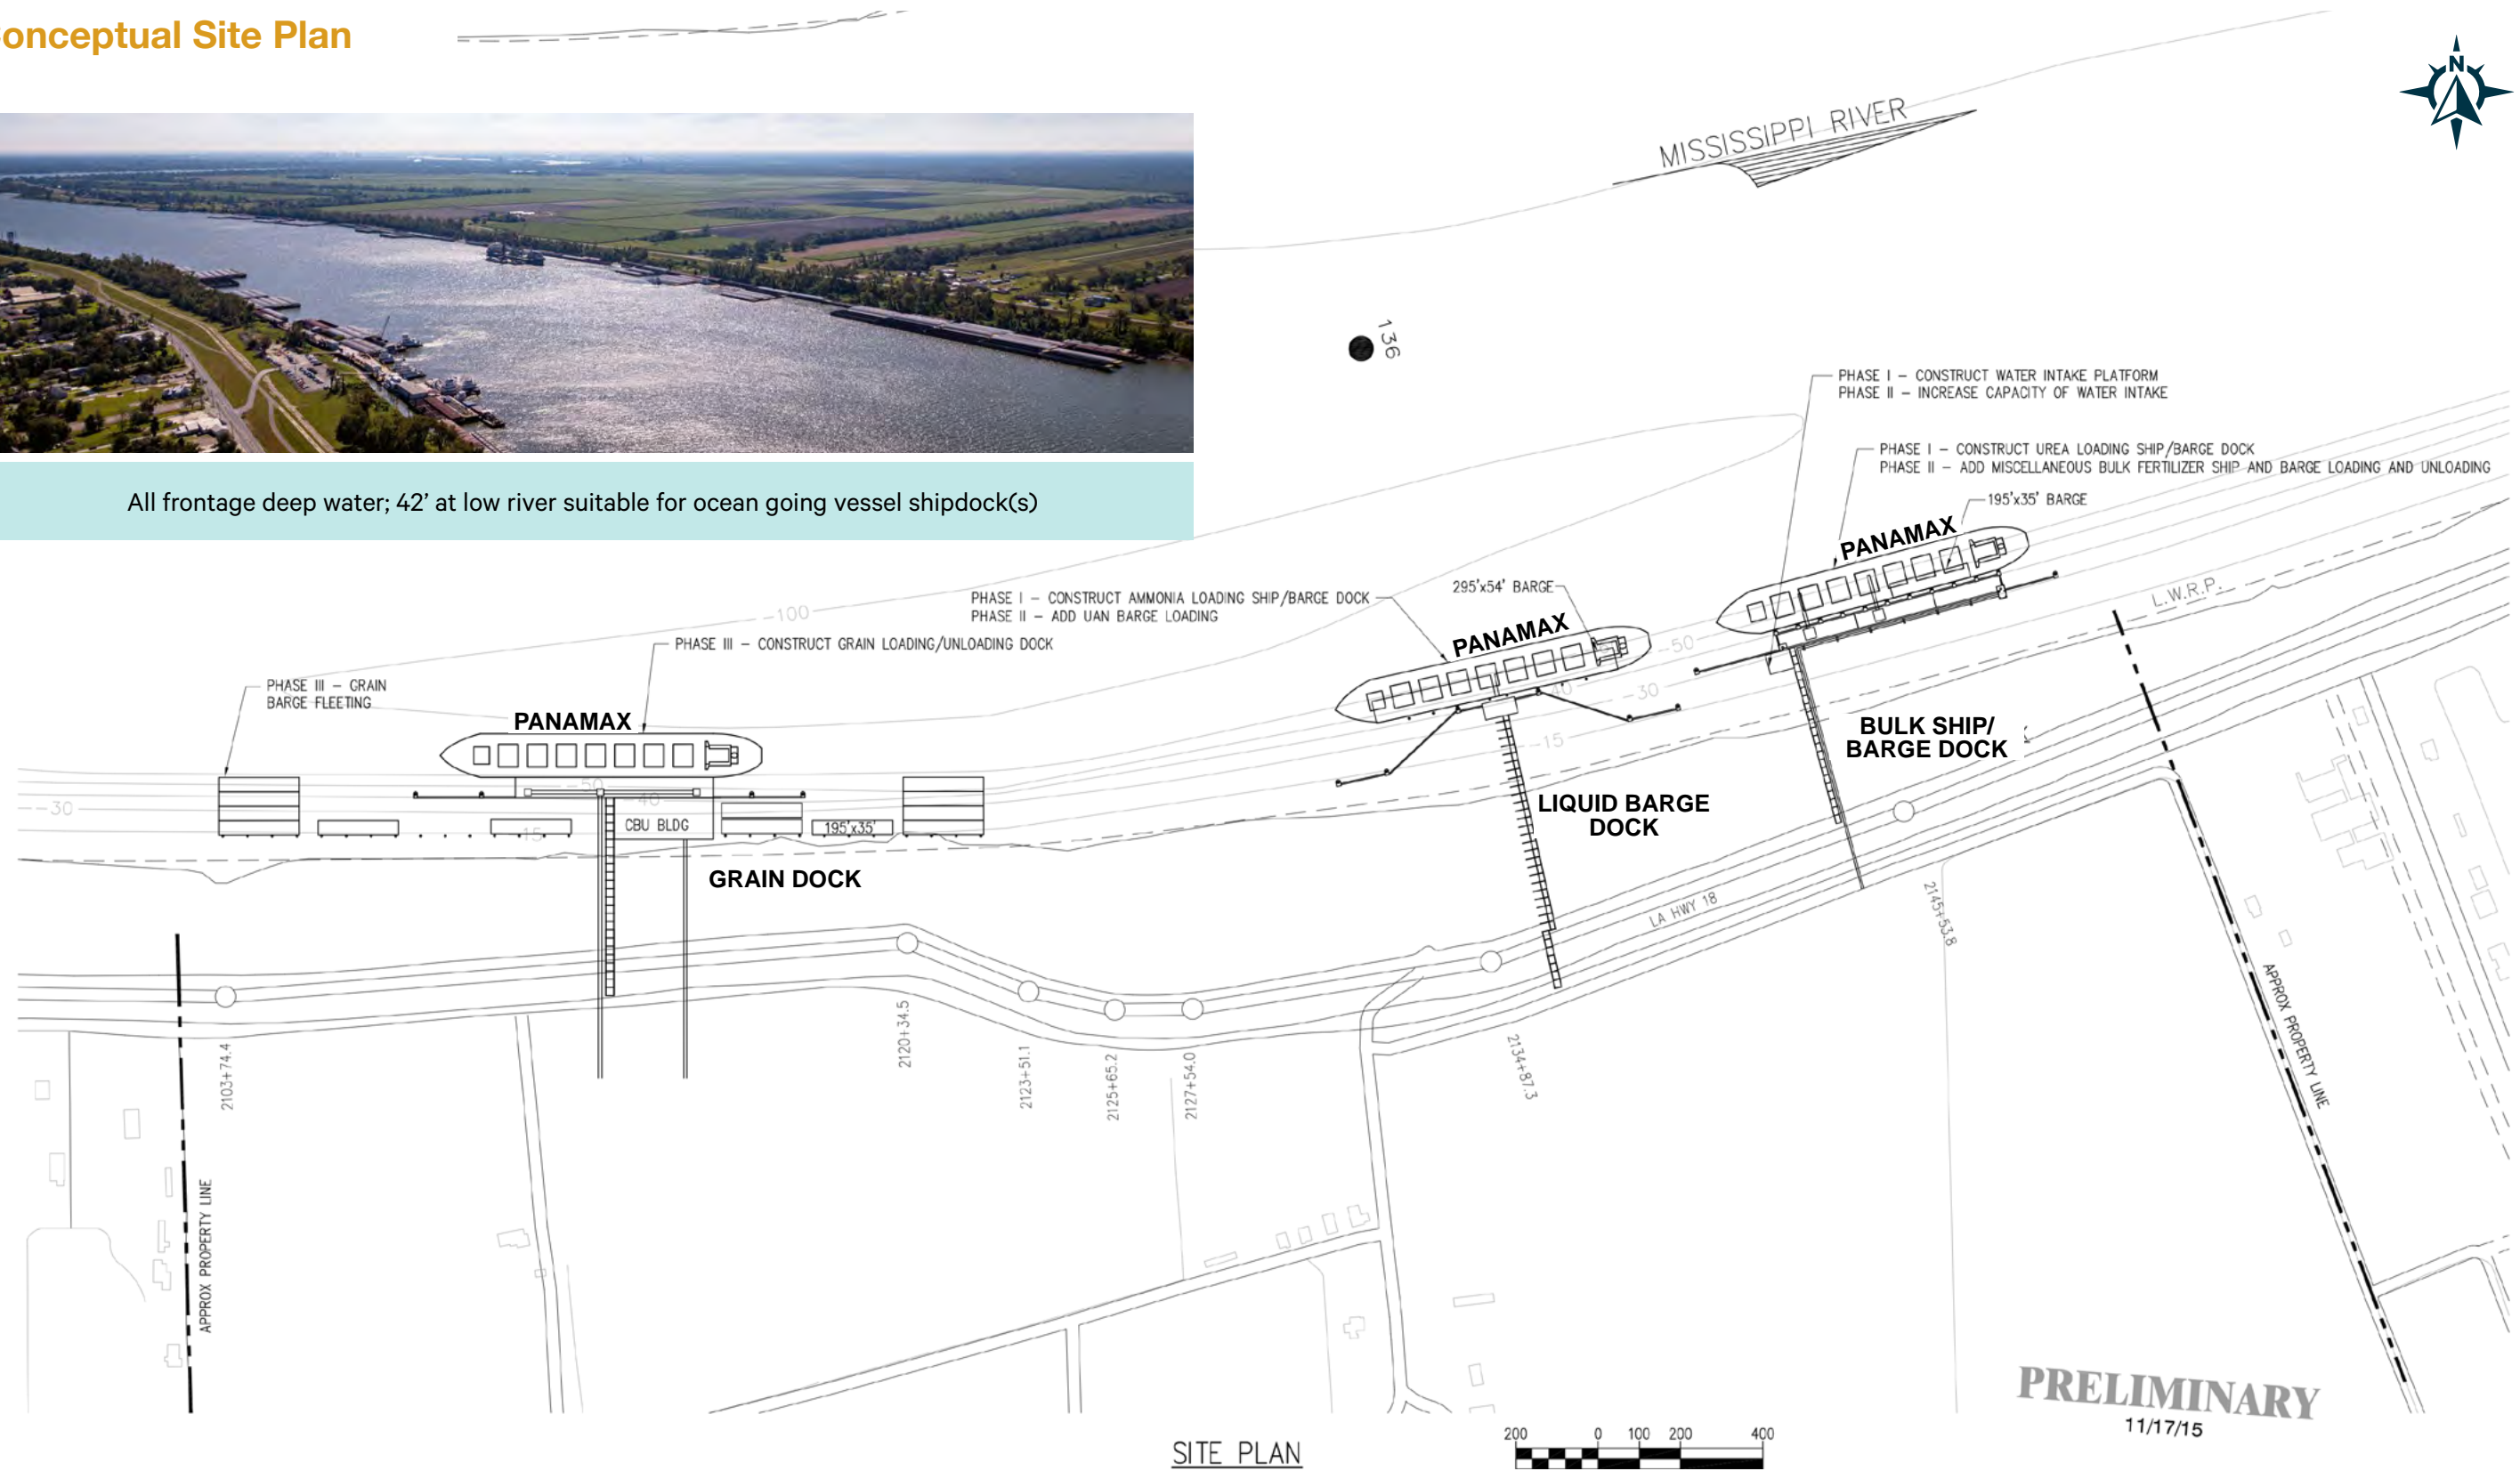 onceptual Site Plan
N
MISSISSIPPI RIVER
136
All frontage deep water; 42’ at low river suitable for ocean going vessel shipdock(s)
PHASE I – CONSTRUCT WATER INTAKE PLATFORM
PHASE II – INCREASE CAPACITY OF WATER INTAKE
PHASE I – CONSTRUCT UREA LOADING SHIP/BARGE DOCK
PHASE II – ADD MISCELLANEOUS BULK FERTILIZER SHIP AND BARGE LOADING AND UNLOADING
195'x35' BARGE
PANAMAX
295'x54' BARGE
PHASE I – CONSTRUCT AMMONIA LOADING SHIP/BARGE DOCK
PHASE II – ADD UAN BARGE LOADING
-100
PHASE III – CONSTRUCT GRAIN LOADING/UNLOADING DOCK
PHASE III – GRAIN
BARGE FLEETING
PANAMAX
PANAMAX
L.W.R.P.
-50
-40
-30
-15
BULK SHIP/
BARGE DOCK
LIQUID BARGE
DOCK
-50
-40
-30
-15
CBU BLDG
195'x35'
GRAIN DOCK
LA HWY 18
2103+74.4
2120+34.5
2123+51.1
2125+65.2
2127+54.0
2134+87.3
2145+53.8
APPROX PROPERTY LINE
APPROX PROPERTY LINE
PRELIMINARY
11/17/15
SITE PLAN
200 0 100 200 400